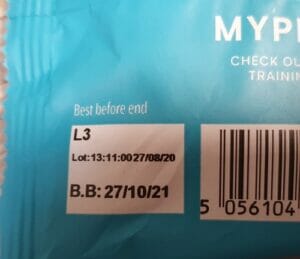 MYP
CHECK OU
TRAININ
Best before end
L3
Lot: 13:11:00 27/08/20
B.B: 27/10/21
5 056104